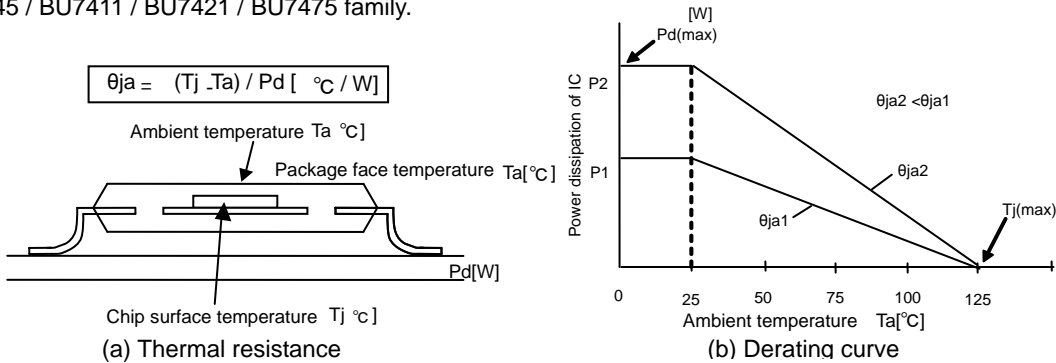 45 / BU7411 / BU7421 / BU7475 family.
θja = (Tj -Ta) / Pd [ °C / W]
Ambient temperature Ta °C]
Package face temperature Ta[°C]
Pd[W]
Chip surface temperature Tj °C]
(a) Thermal resistance
[W]
Pd(max)
Power dissipation of IC
P2
P1
θja2 <θja1
θja2
θja1
Tj(max)
0 25 50 75 100 125
Ambient temperature Ta[°C]
(b) Derating curve